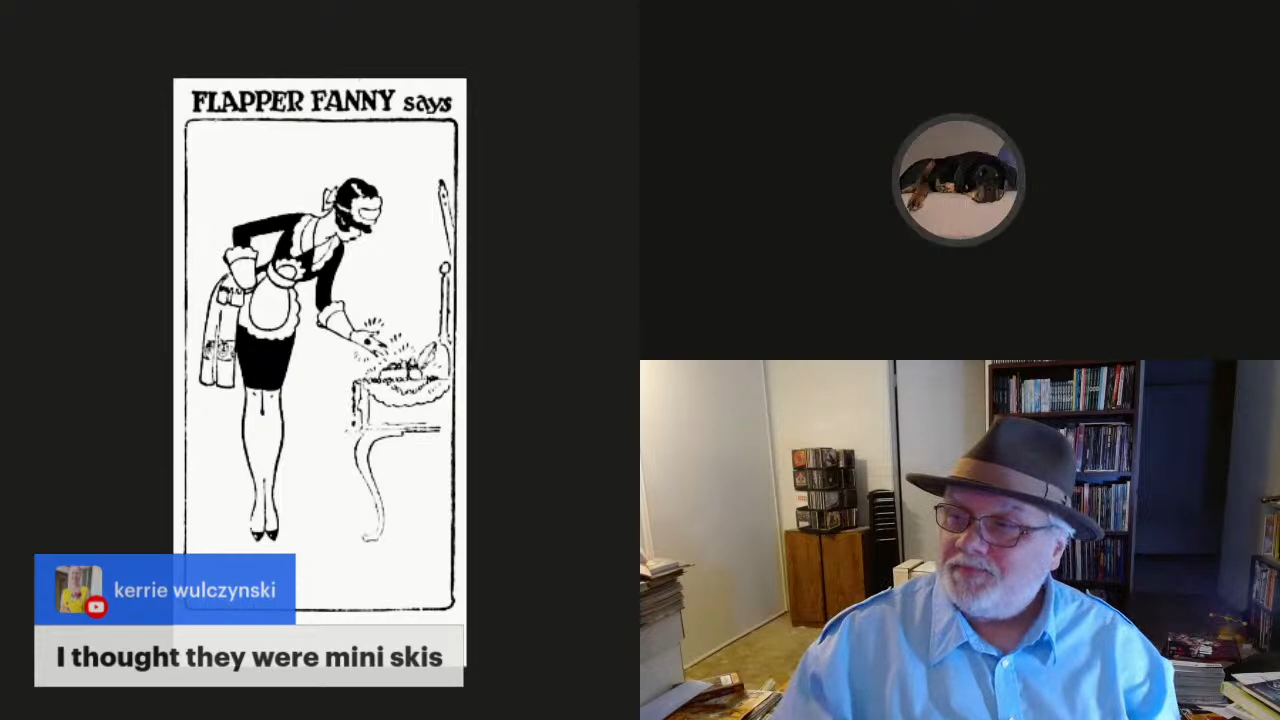 FLAPPER FANNY says
kerrie wulczynski
I thought they were mini skis